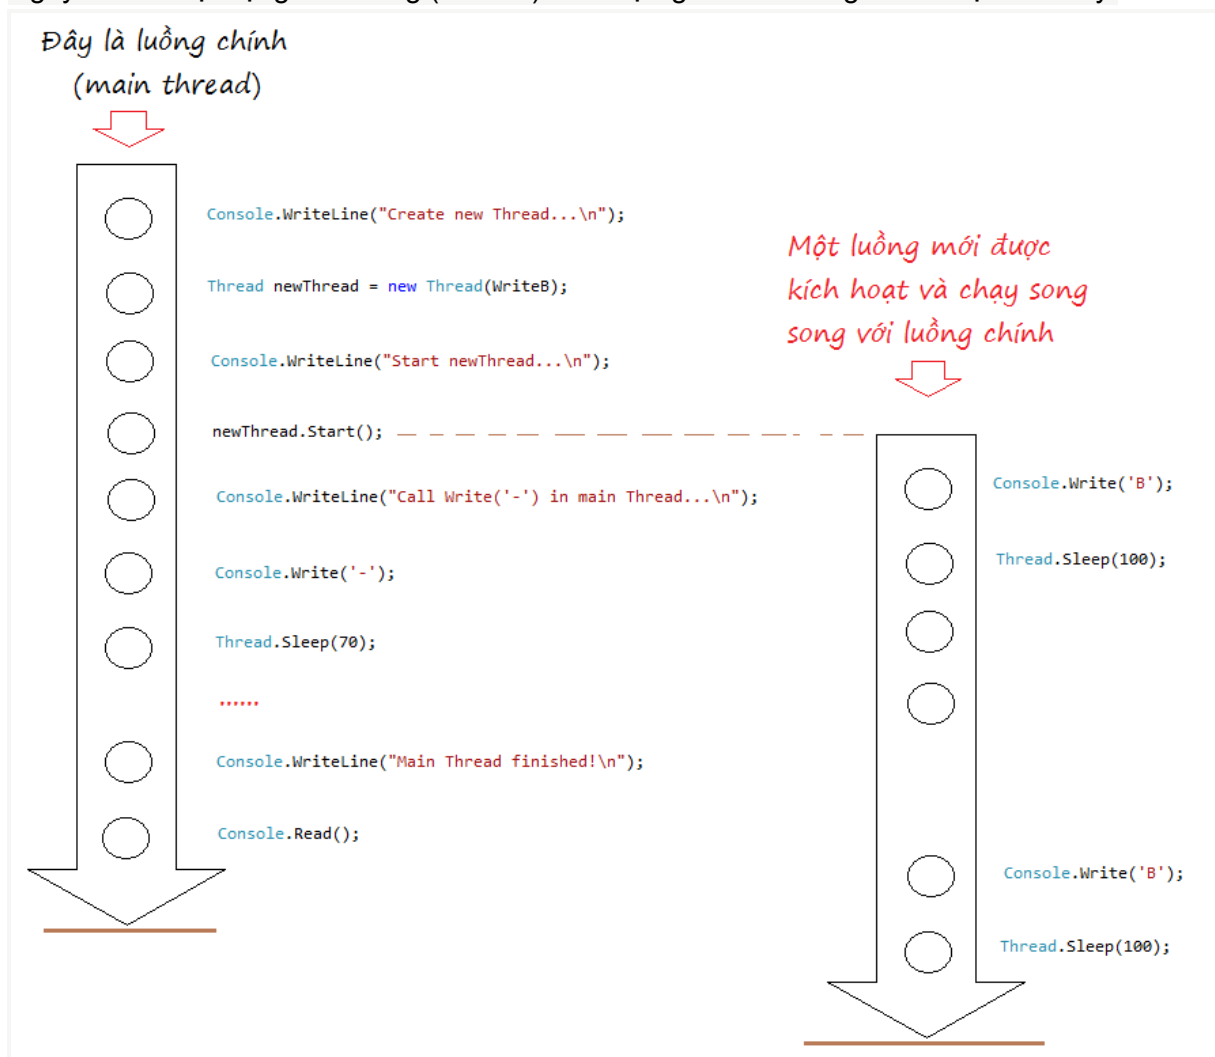 Đây là luồng chính
(main thread)
Console.WriteLine("Create new Thread...\n");
Thread newThread = new Thread(WriteB);
Console.WriteLine("Start newThread...\n");
newThread.Start();
Console.WriteLine("Call Write('-') in main Thread...\n");
Console.Write('-');
Thread.Sleep(70);
......
Console.WriteLine("Main Thread finished!\n");
Console.Read();
Một luồng mới được
kích hoạt và chạy song
song với luồng chính
Console.Write('B');
Thread.Sleep(100);
Console.Write('B');
Thread.Sleep(100);